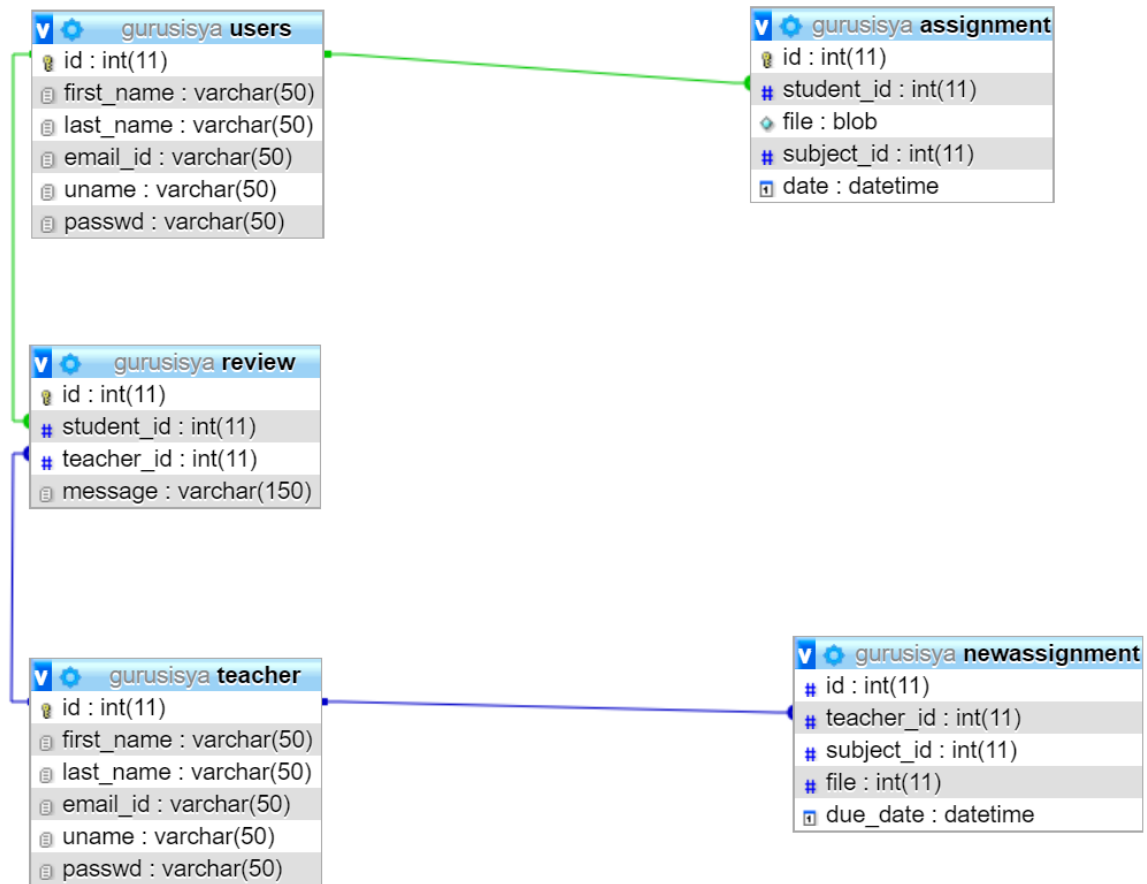 gurusisya users
id : int(11)
first_name : varchar(50)
last_name : varchar(50)
email_id : varchar(50)
uname : varchar(50)
passwd : varchar(50)
gurusisya assignment
id : int(11)
student_id : int(11)
file : blob
subject_id : int(11)
date : datetime
gurusisya review
id : int(11)
student_id : int(11)
teacher_id : int(11)
message : varchar(150)
gurusisya teacher
id : int(11)
first_name : varchar(50)
last_name : varchar(50)
email_id : varchar(50)
uname : varchar(50)
passwd : varchar(50)
gurusisya newassignment
id : int(11)
teacher_id : int(11)
subject_id : int(11)
file : int(11)
due_date : datetime